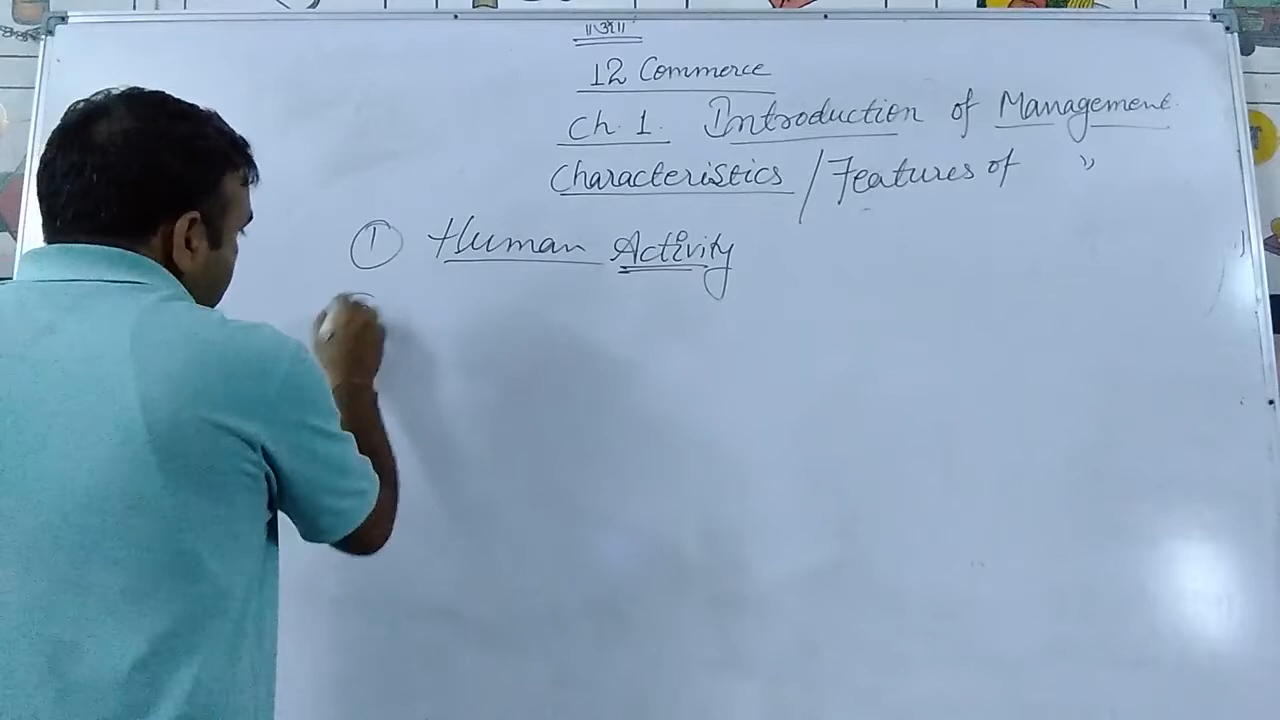 ॥ॐ॥
12 Commerce
Ch. 1. Introduction of Management.
Characteristics / Features of "
① Human Activity